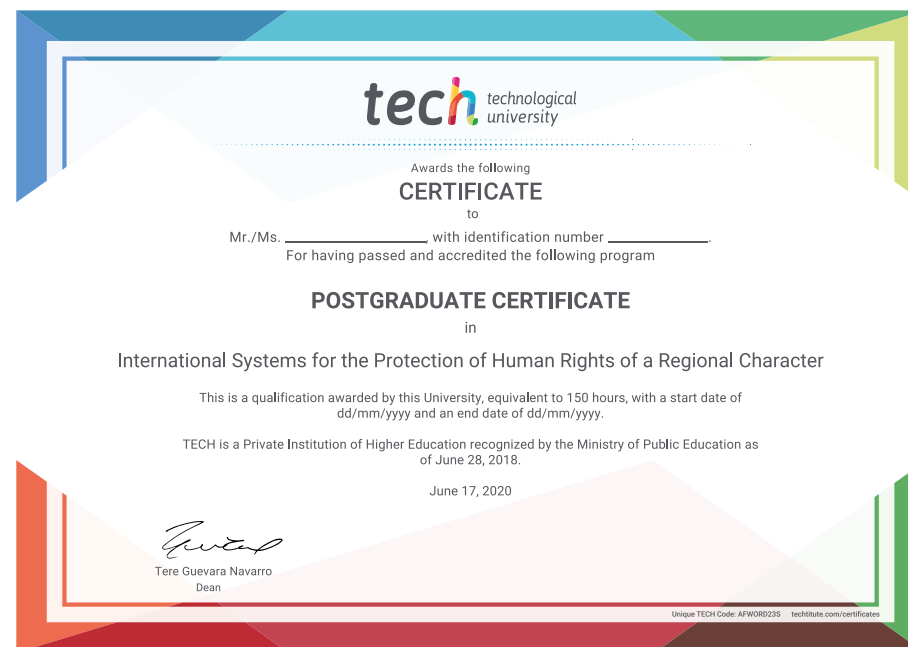 tech technological
university
Awards the following
CERTIFICATE
to
Mr./Ms. ____________________, with identification number ______________.
For having passed and accredited the following program
POSTGRADUATE CERTIFICATE
in
International Systems for the Protection of Human Rights of a Regional Character
This is a qualification awarded by this University, equivalent to 150 hours, with a start date of
dd/mm/yyyy and an end date of dd/mm/yyyy.
TECH is a Private Institution of Higher Education recognized by the Ministry of Public Education as
of June 28, 2018.
June 17, 2020
Tere Guevara Navarro
Dean
Unique TECH Code: AFWORD23S techtitute.com/certificates